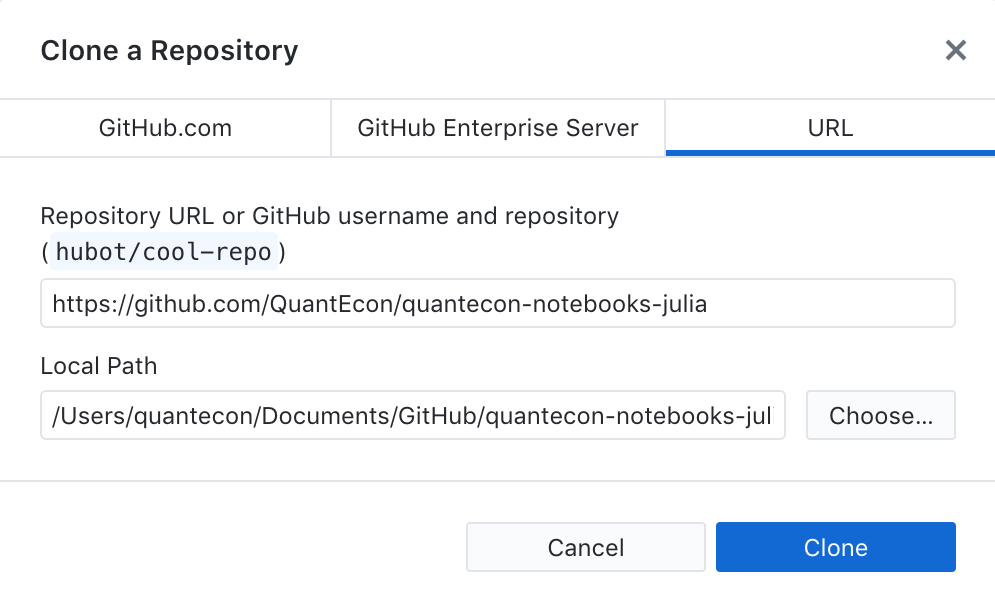 Clone a Repository
GitHub.com GitHub Enterprise Server URL
Repository URL or GitHub username and repository
(hubot/cool-repo)
https://github.com/QuantEcon/quantecon-notebooks-julia
Local Path
/Users/quantecon/Documents/GitHub/quantecon-notebooks-jul Choose...
Cancel Clone